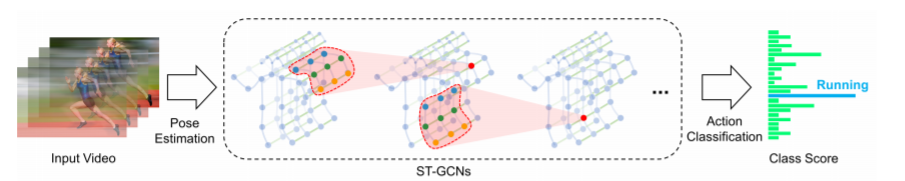 Input Video
Pose
Estimation
...
ST-GCNs
Action
Classification
Running
Class Score